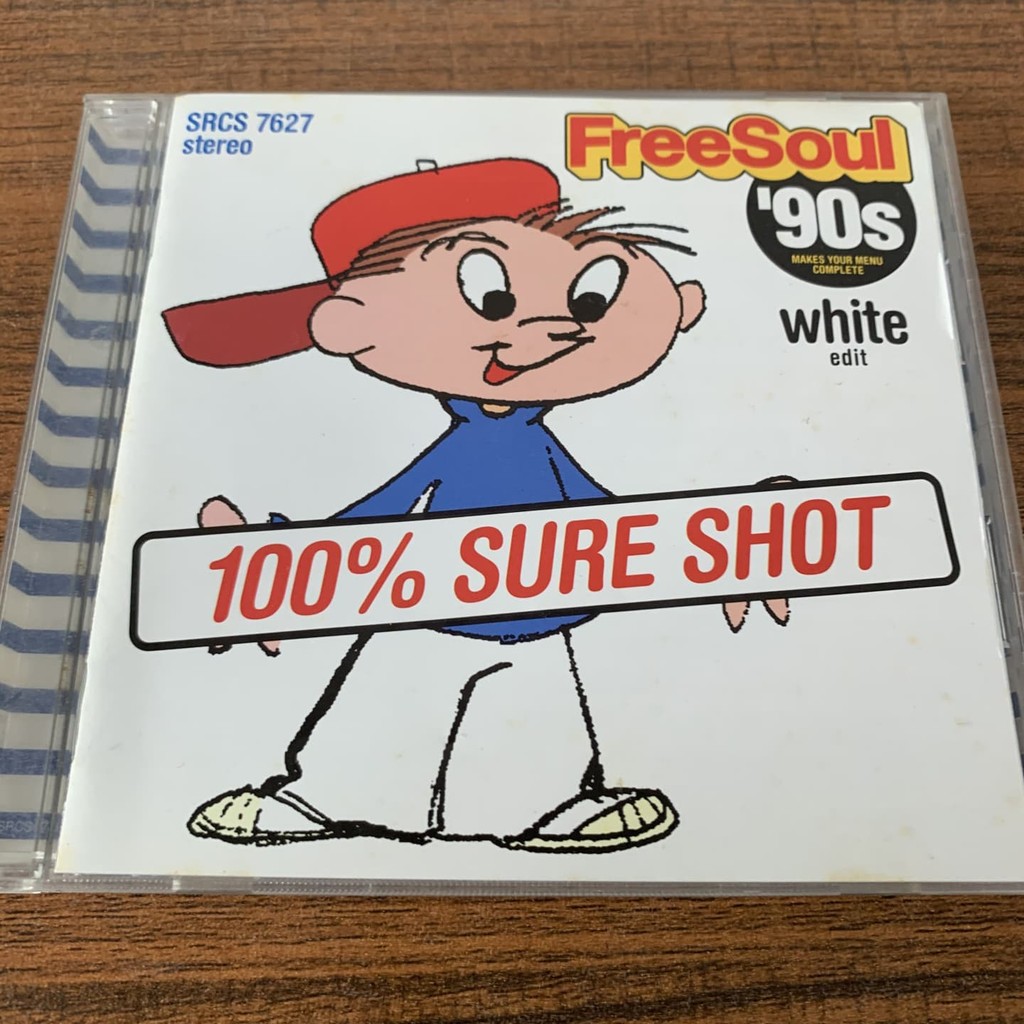 SRCS 7627
stereo
FreeSoul
'90s
MAKES YOUR MENU
COMPLETE
white
edit
100% SURE SHOT